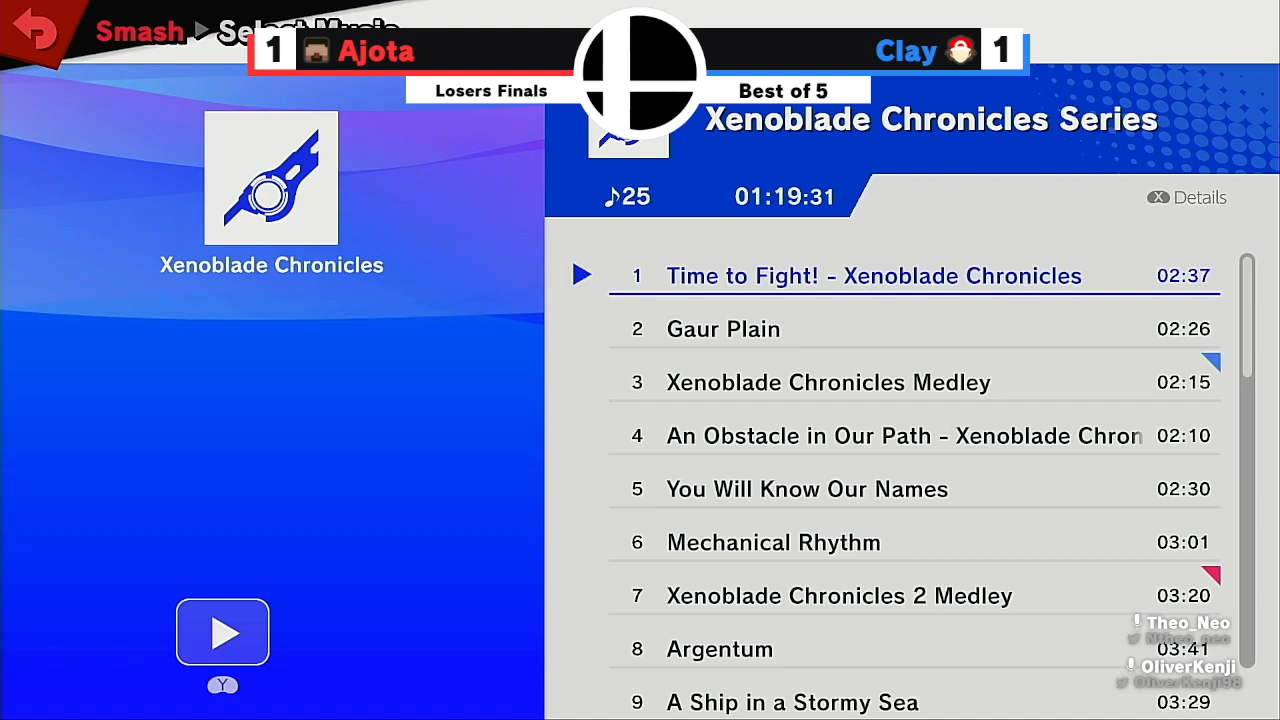 Smash ▶ Select Music
1 Ajota
Clay 1
Losers Finals
Best of 5
Xenoblade Chronicles Series
♪25 01:19:31
X Details
Xenoblade Chronicles
1 Time to Fight! - Xenoblade Chronicles 02:37
2 Gaur Plain 02:26
3 Xenoblade Chronicles Medley 02:15
4 An Obstacle in Our Path - Xenoblade Chron 02:10
5 You Will Know Our Names 02:30
6 Mechanical Rhythm 03:01
7 Xenoblade Chronicles 2 Medley 03:20
8 Argentum 03:41
9 A Ship in a Stormy Sea 03:29
Y
Theo_Neo
Ntheo_neo
OliverKenji
OliverKenji98